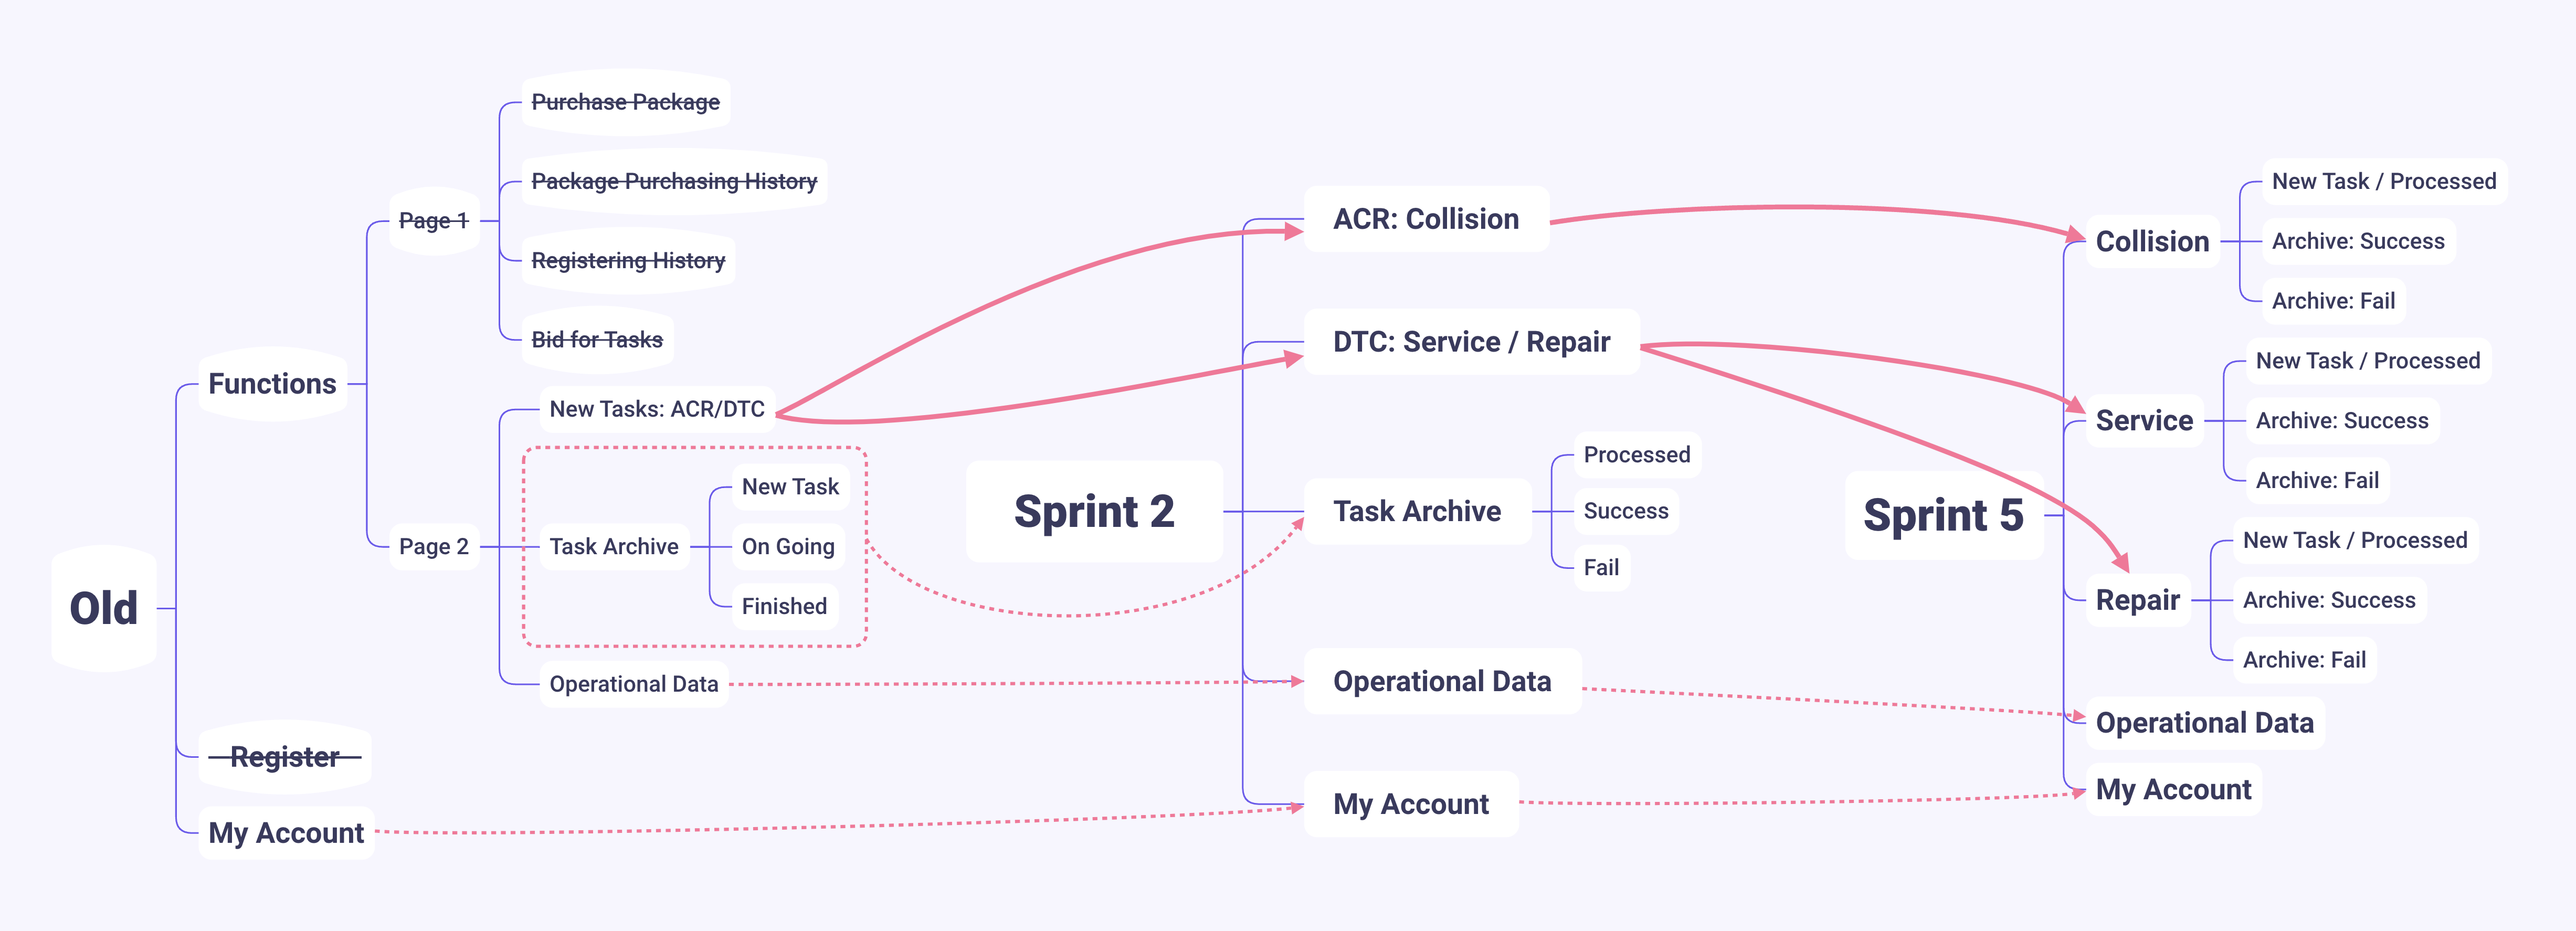 Old
Functions
Page 1
Purchase Package
Package Purchasing History
Registering History
Bid for Tasks
Page 2
New Tasks: ACR/DTC
Task Archive
New Task
On Going
Finished
Operational Data
Register
My Account
Sprint 2
ACR: Collision
DTC: Service / Repair
Task Archive
Processed
Success
Fail
Operational Data
My Account
Sprint 5
Collision
New Task / Processed
Archive: Success
Archive: Fail
Service
New Task / Processed
Archive: Success
Archive: Fail
Repair
New Task / Processed
Archive: Success
Archive: Fail
Operational Data
My Account